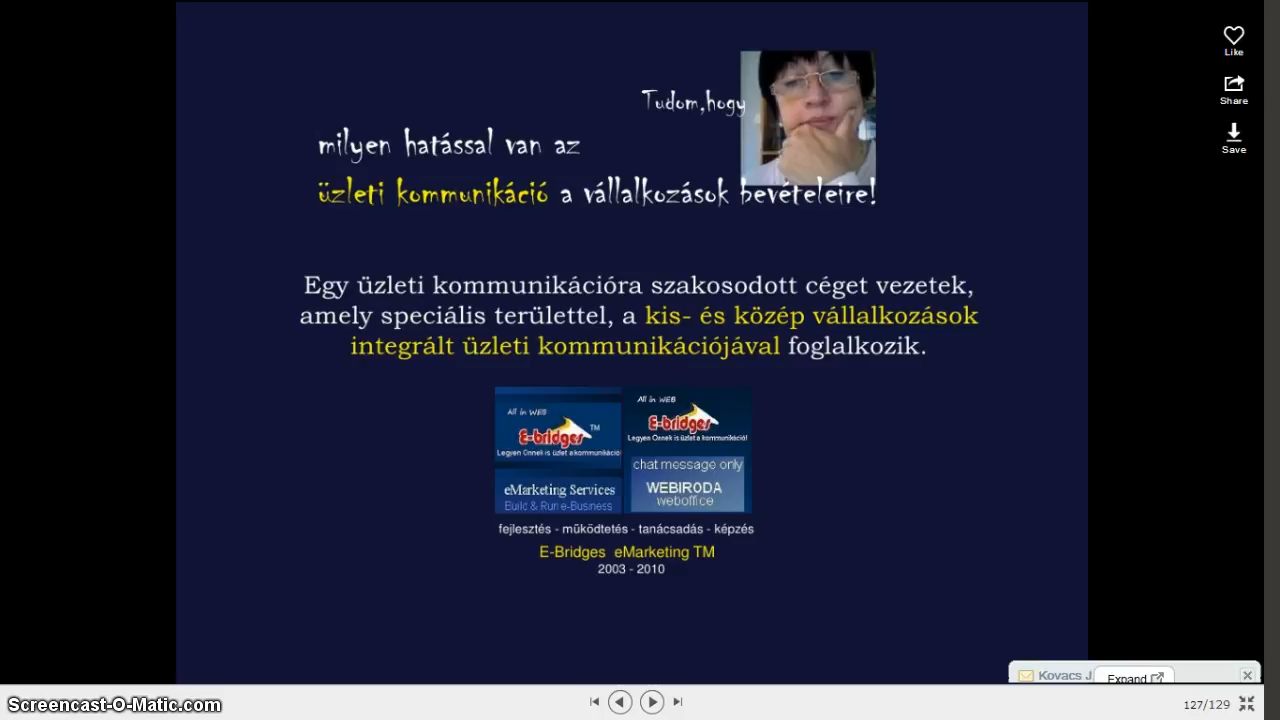 Like
Share
Save
Tudom,hogy
milyen hatással van az
üzleti kommunikáció a vállalkozások bevételeire!
Egy üzleti kommunikációra szakosodott céget vezetek,
amely speciális területtel, a kis- és közép vállalkozások
integrált üzleti kommunikációjával foglalkozik.
All in WEB
E-bridges TM
Legyen Önnek is üzlet a kommunikáció!
eMarketing Services
Build & Run e-Business
All in WEB
E-bridges
Legyen Önnek is üzlet a kommunikáció!
chat message only
WEBIRODA
weboffice
fejlesztés - működtetés - tanácsadás - képzés
E-Bridges eMarketing TM
2003 - 2010
Kovacs J
Expand
127/129
Screencast-O-Matic.com